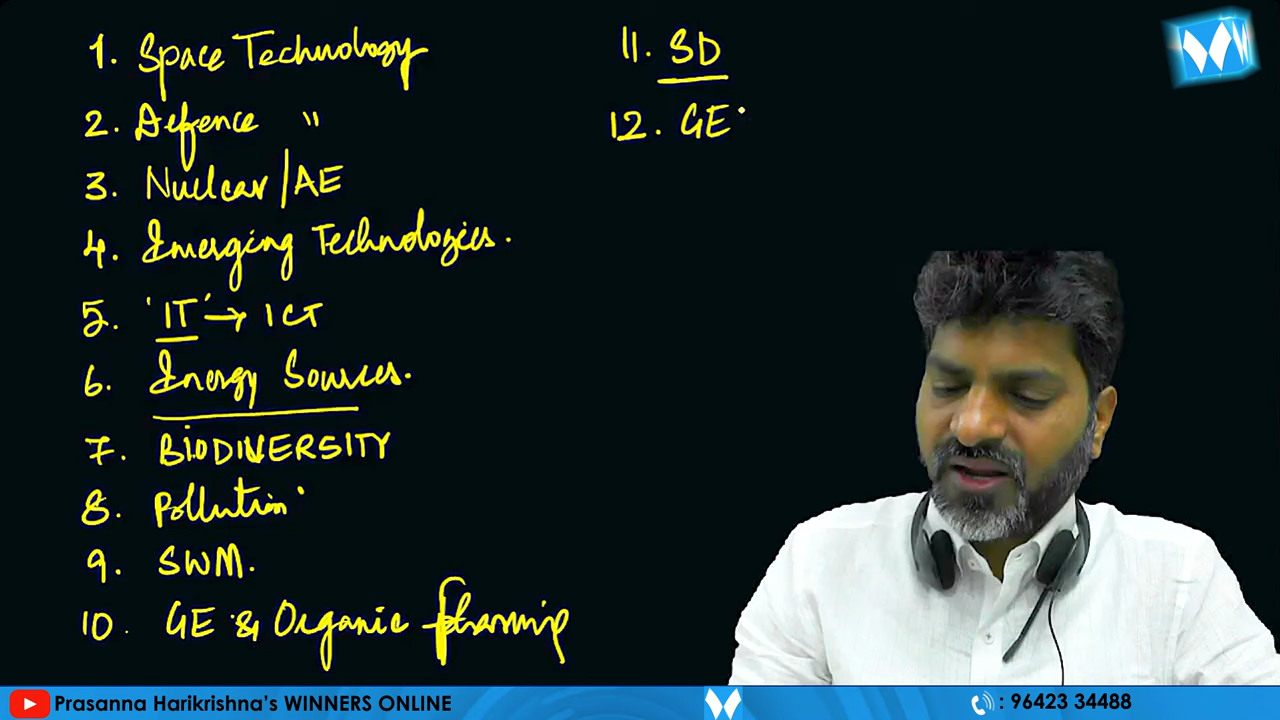 1. Space Technology
2. Defence "
3. Nuclear/AE
4. Emerging Technologies.
5. 'IT' → ICT
6. Energy Sources.
7. BIODIVERSITY
8. Pollution
9. SWM.
10. GE & Organic pharming
11. SD
12. GE
Prasanna Harikrishna's WINNERS ONLINE
: 96423 34488